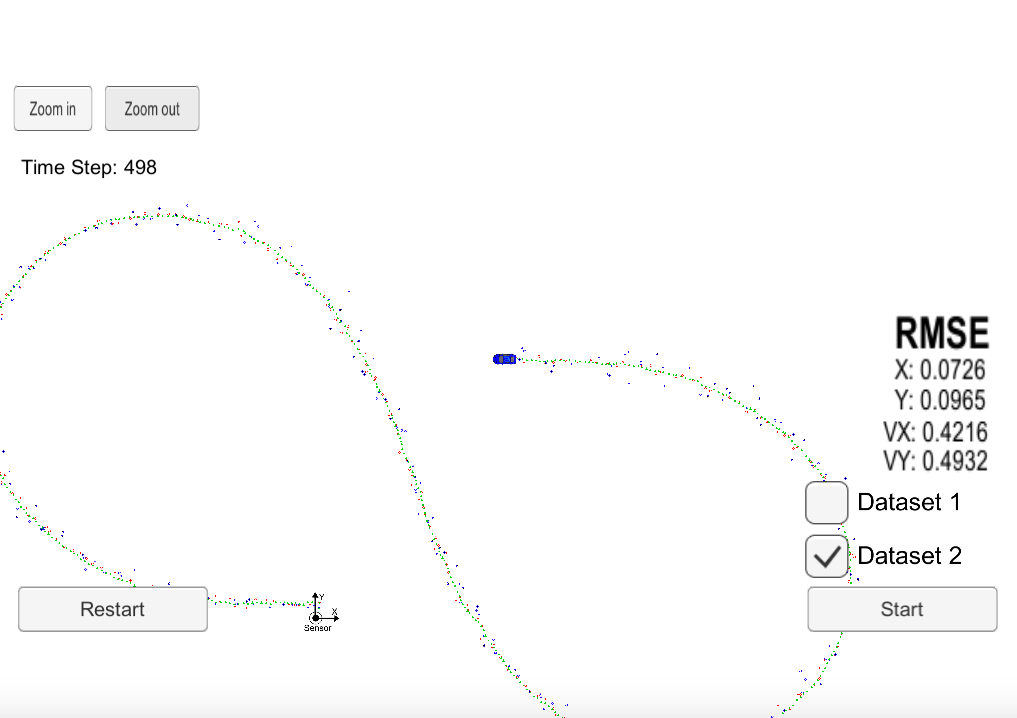 Zoom in
Zoom out
Time Step: 498
RMSE
X: 0.0726
Y: 0.0965
VX: 0.4216
VY: 0.4932
Dataset 1
Dataset 2
Restart
Y
X
Sensor
Start